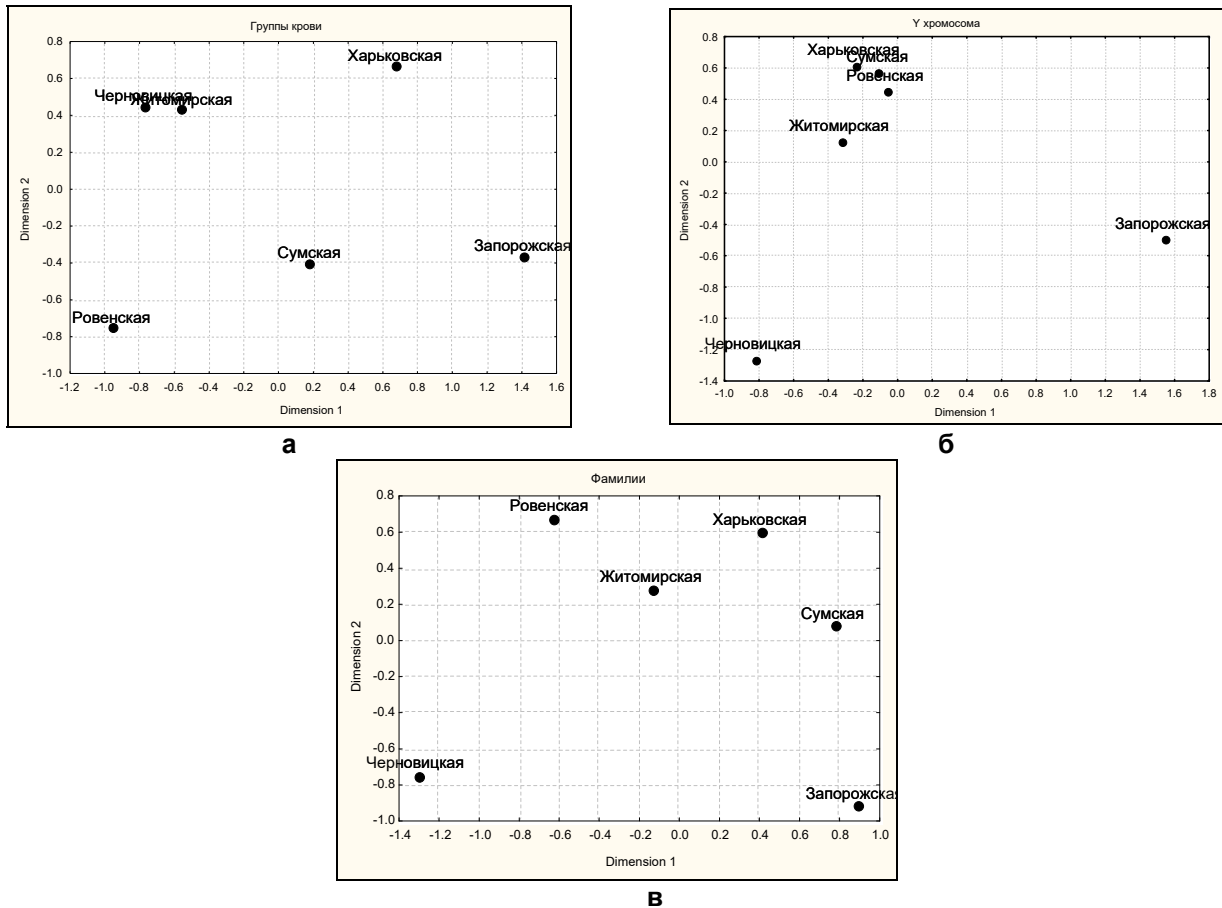 Группы крови
0.8
0.6
0.4
0.2
0.0
-0.2
-0.4
-0.6
-0.8
-1.0
Dimension 2
Харьковская
Черновицкая
Житомирская
Сумская
Запорожская
Ровенская
-1.2 -1.0 -0.8 -0.6 -0.4 -0.2 0.0 0.2 0.4 0.6 0.8 1.0 1.2 1.4 1.6
Dimension 1
а
Y хромосома
0.8
0.6
0.4
0.2
0.0
-0.2
-0.4
-0.6
-0.8
-1.0
-1.2
-1.4
Dimension 2
Харьковская
Сумская
Ровенская
Житомирская
Запорожская
Черновицкая
-1.0 -0.8 -0.6 -0.4 -0.2 0.0 0.2 0.4 0.6 0.8 1.0 1.2 1.4 1.6 1.8
Dimension 1
б
Фамилии
0.8
0.6
0.4
0.2
0.0
-0.2
-0.4
-0.6
-0.8
-1.0
Dimension 2
Ровенская
Харьковская
Житомирская
Сумская
Черновицкая
Запорожская
-1.4 -1.2 -1.0 -0.8 -0.6 -0.4 -0.2 0.0 0.2 0.4 0.6 0.8 1.0
Dimension 1
в